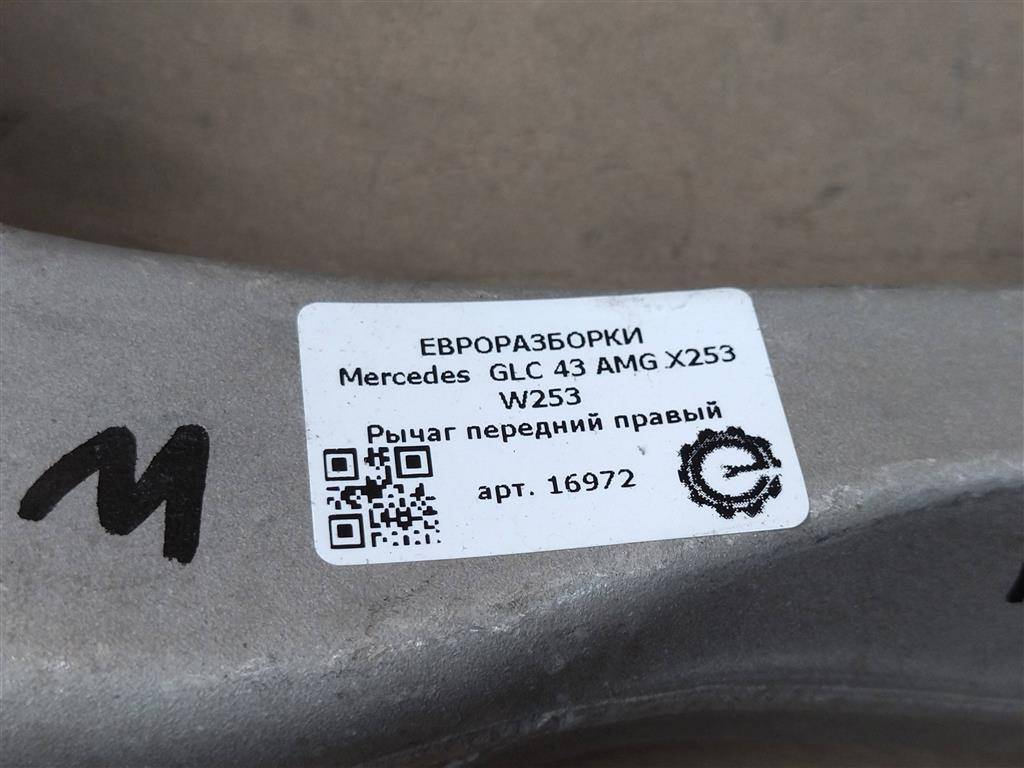 ЕВРОРАЗБОРКИ
Mercedes GLC 43 AMG X253
W253
Рычаг передний правый
арт. 16972
M